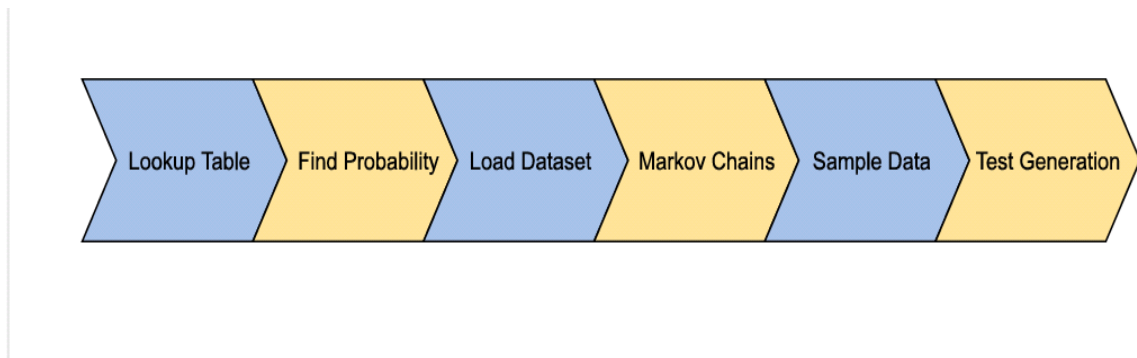 Lookup Table
Find Probability
Load Dataset
Markov Chains
Sample Data
Test Generation